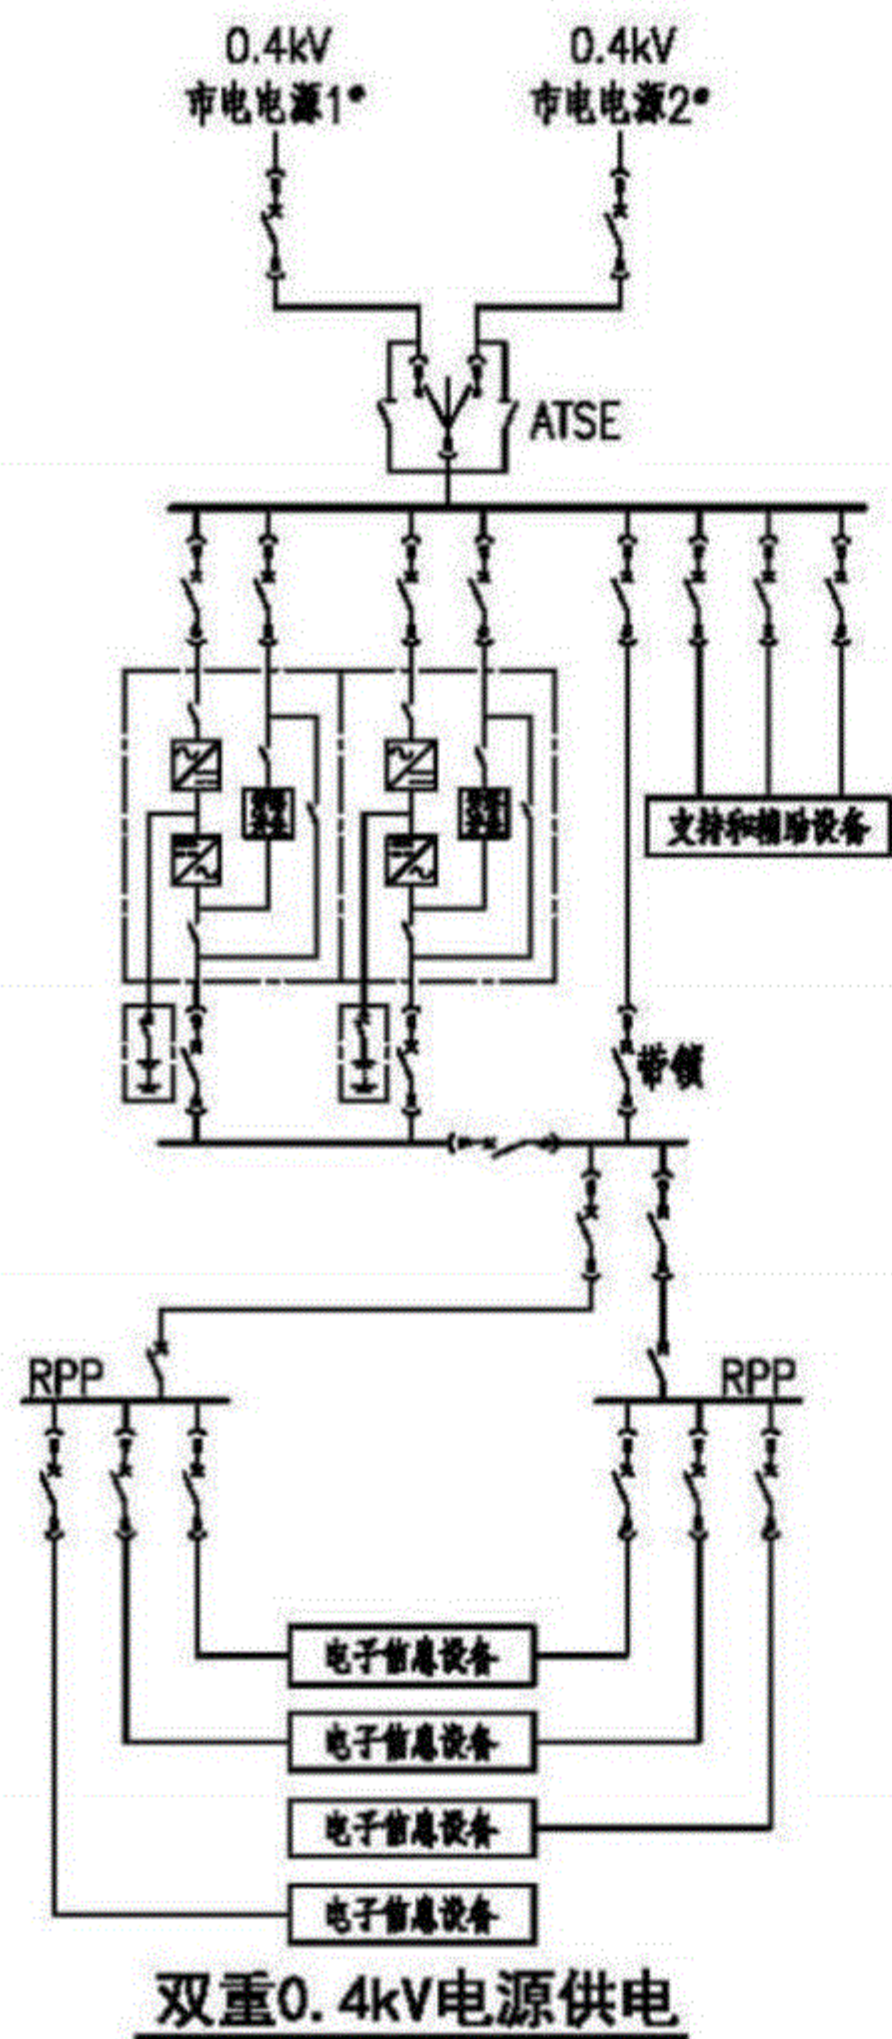 0.4kV
市电电源1#
0.4kV
市电电源2#
ATSE
支持和辅助设备
带锁
RPP
RPP
电子信息设备
电子信息设备
电子信息设备
电子信息设备
双重0.4kV电源供电